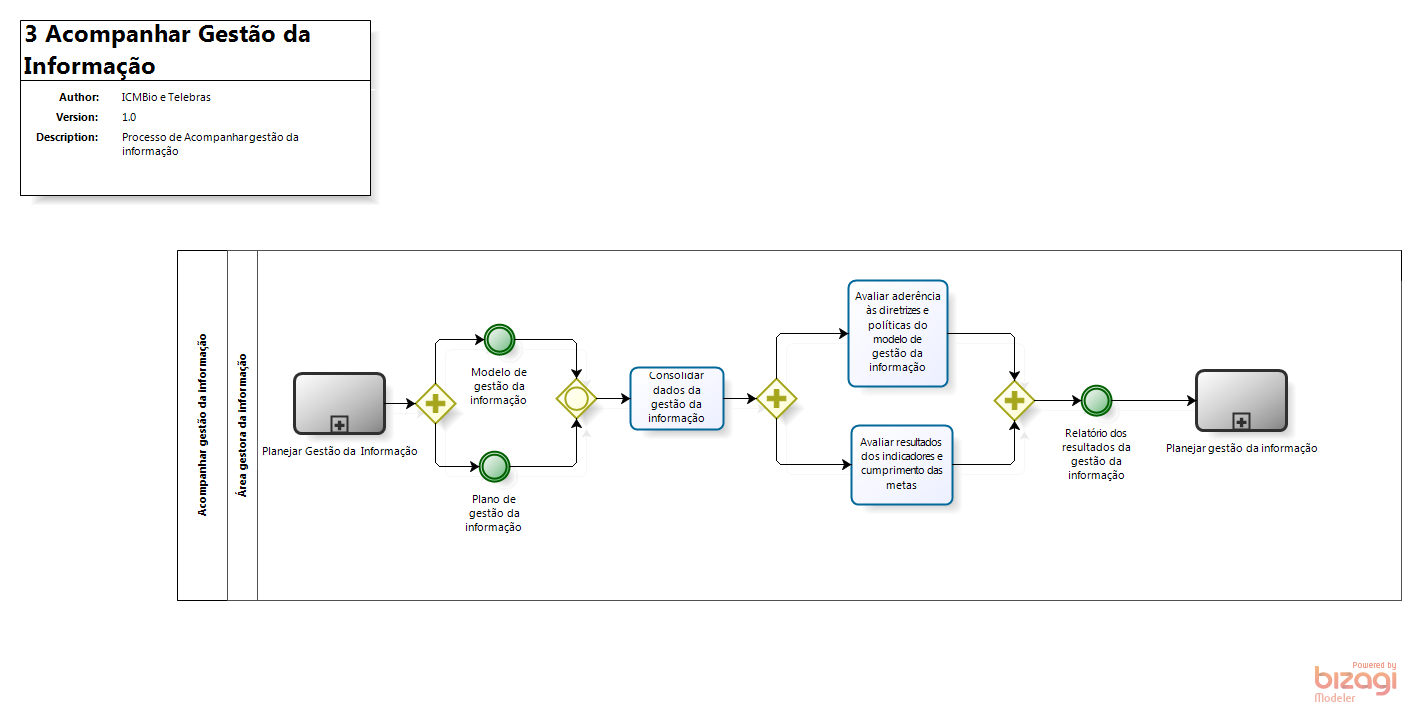 3 Acompanhar Gestão da
Informação
Author: ICMBio e Telebras
Version: 1.0
Description: Processo de Acompanhar gestão da
informação
Acompanhar gestão da informação
Área gestora da informação
Planejar Gestão da Informação
Modelo de
gestão da
informação
Plano de
gestão da
informação
Consolidar
dados da
gestão da
informação
Avaliar aderência
às diretrizes e
políticas do
modelo de
gestão da
informação
Avaliar resultados
dos indicadores e
cumprimento das
metas
Relatório dos
resultados da
gestão da
informação
Planejar gestão da informação
Powered by
bizagi
Modeler